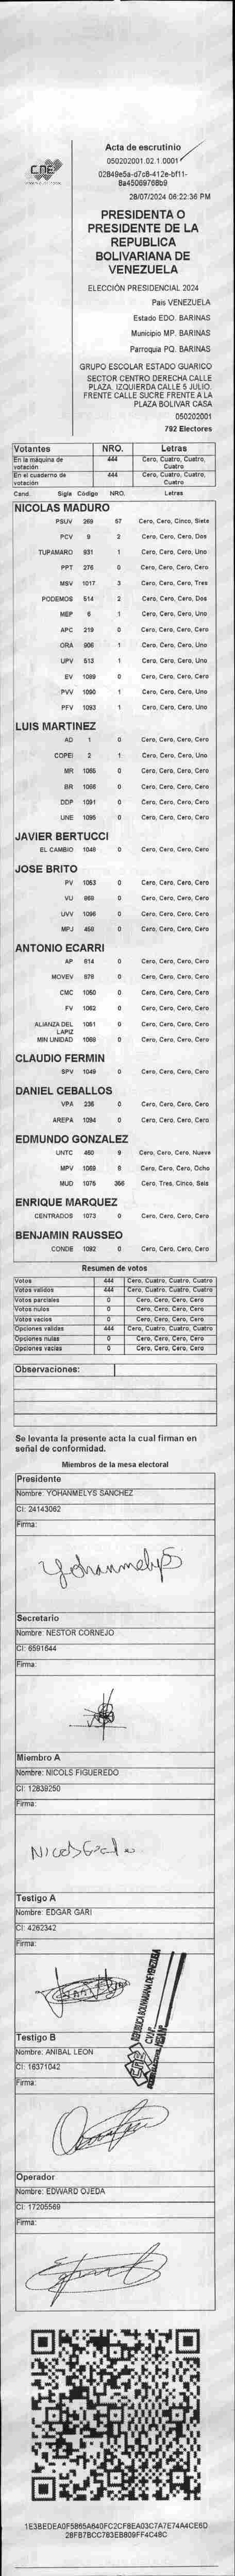 CNE
Acta de escrutinio
050202001.02.1.0001
02849e5a-d7c8-412e-bf11-
8a45069768b9
28/07/2024 06:22:36 PM
PRESIDENTA O
PRESIDENTE DE LA
REPUBLICA
BOLIVARIANA DE
VENEZUELA
ELECCIÓN PRESIDENCIAL 2024
País VENEZUELA
Estado EDO. BARINAS
Municipio MP. BARINAS
Parroquia PQ. BARINAS
GRUPO ESCOLAR ESTADO GUARICO
SECTOR CENTRO DERECHA CALLE
PLAZA. IZQUIERDA CALLE 5 JULIO.
FRENTE CALLE SUCRE FRENTE A LA
PLAZA BOLIVAR CASA
050202001
792 Electores
Votantes NRO. Letras
En la máquina de votación 444 Cero, Cuatro, Cuatro, Cuatro
En el cuaderno de votación 444 Cero, Cuatro, Cuatro, Cuatro
Cand. Sigla Código NRO. Letras
NICOLAS MADURO
PSUV 269 57 Cero, Cero, Cinco, Siete
PCV 9 2 Cero, Cero, Cero, Dos
TUPAMARO 931 1 Cero, Cero, Cero, Uno
PPT 276 0 Cero, Cero, Cero, Cero
MSV 1017 3 Cero, Cero, Cero, Tres
PODEMOS 514 2 Cero, Cero, Cero, Dos
MEP 6 1 Cero, Cero, Cero, Uno
APC 219 0 Cero, Cero, Cero, Cero
ORA 906 1 Cero, Cero, Cero, Uno
UPV 513 1 Cero, Cero, Cero, Uno
EV 1089 0 Cero, Cero, Cero, Cero
PVV 1090 1 Cero, Cero, Cero, Uno
PFV 1093 1 Cero, Cero, Cero, Uno
LUIS MARTINEZ
AD 1 0 Cero, Cero, Cero, Cero
COPEI 2 1 Cero, Cero, Cero, Uno
MR 1065 0 Cero, Cero, Cero, Cero
BR 1066 0 Cero, Cero, Cero, Cero
DDP 1091 0 Cero, Cero, Cero, Cero
UNE 1095 0 Cero, Cero, Cero, Cero
JAVIER BERTUCCI
EL CAMBIO 1048 0 Cero, Cero, Cero, Cero
JOSE BRITO
PV 1053 0 Cero, Cero, Cero, Cero
VU 868 0 Cero, Cero, Cero, Cero
UVV 1096 0 Cero, Cero, Cero, Cero
MPJ 458 0 Cero, Cero, Cero, Cero
ANTONIO ECARRI
AP 614 0 Cero, Cero, Cero, Cero
MOVEV 978 0 Cero, Cero, Cero, Cero
CMC 1050 0 Cero, Cero, Cero, Cero
FV 1062 0 Cero, Cero, Cero, Cero
ALIANZA DEL LAPIZ 1051 0 Cero, Cero, Cero, Cero
MIN UNIDAD 1088 0 Cero, Cero, Cero, Cero
CLAUDIO FERMIN
SPV 1049 0 Cero, Cero, Cero, Cero
DANIEL CEBALLOS
VPA 236 0 Cero, Cero, Cero, Cero
AREPA 1094 0 Cero, Cero, Cero, Cero
EDMUNDO GONZALEZ
UNTC 460 9 Cero, Cero, Cero, Nueve
MPV 1069 8 Cero, Cero, Cero, Ocho
MUD 1076 356 Cero, Tres, Cinco, Seis
ENRIQUE MARQUEZ
CENTRADOS 1073 0 Cero, Cero, Cero, Cero
BENJAMIN RAUSSEO
CONDE 1092 0 Cero, Cero, Cero, Cero
Resumen de votos
Votos 444 Cero, Cuatro, Cuatro, Cuatro
Votos validos 444 Cero, Cuatro, Cuatro, Cuatro
Votos parciales 0 Cero, Cero, Cero, Cero
Votos nulos 0 Cero, Cero, Cero, Cero
Votos vacios 0 Cero, Cero, Cero, Cero
Opciones validas 444 Cero, Cuatro, Cuatro, Cuatro
Opciones nulas 0 Cero, Cero, Cero, Cero
Opciones vacias 0 Cero, Cero, Cero, Cero
Observaciones:
Se levanta la presente acta la cual firman en
señal de conformidad.
Miembros de la mesa electoral
Presidente
Nombre: YOHANMELYS SANCHEZ
CI: 24143062
Firma:
YohanmelyS
Secretario
Nombre: NESTOR CORNEJO
CI: 6591644
Firma:
Miembro A
Nombre: NICOLS FIGUEREDO
CI: 12839250
Firma:
Testigo A
Nombre: EDGAR GARI
CI: 4262342
Firma:
REPUBLICA BOLIVARIANA DE VENEZUELA
Testigo B
Nombre: ANIBAL LEON
CI: 16371042
Firma:
Operador
Nombre: EDWARD OJEDA
CI: 17205569
Firma:
1E3BEDEA0F5865A640FC2CF8EA03C7A7E74A4CE6D
28FB7BCC783EB809FF4C48C